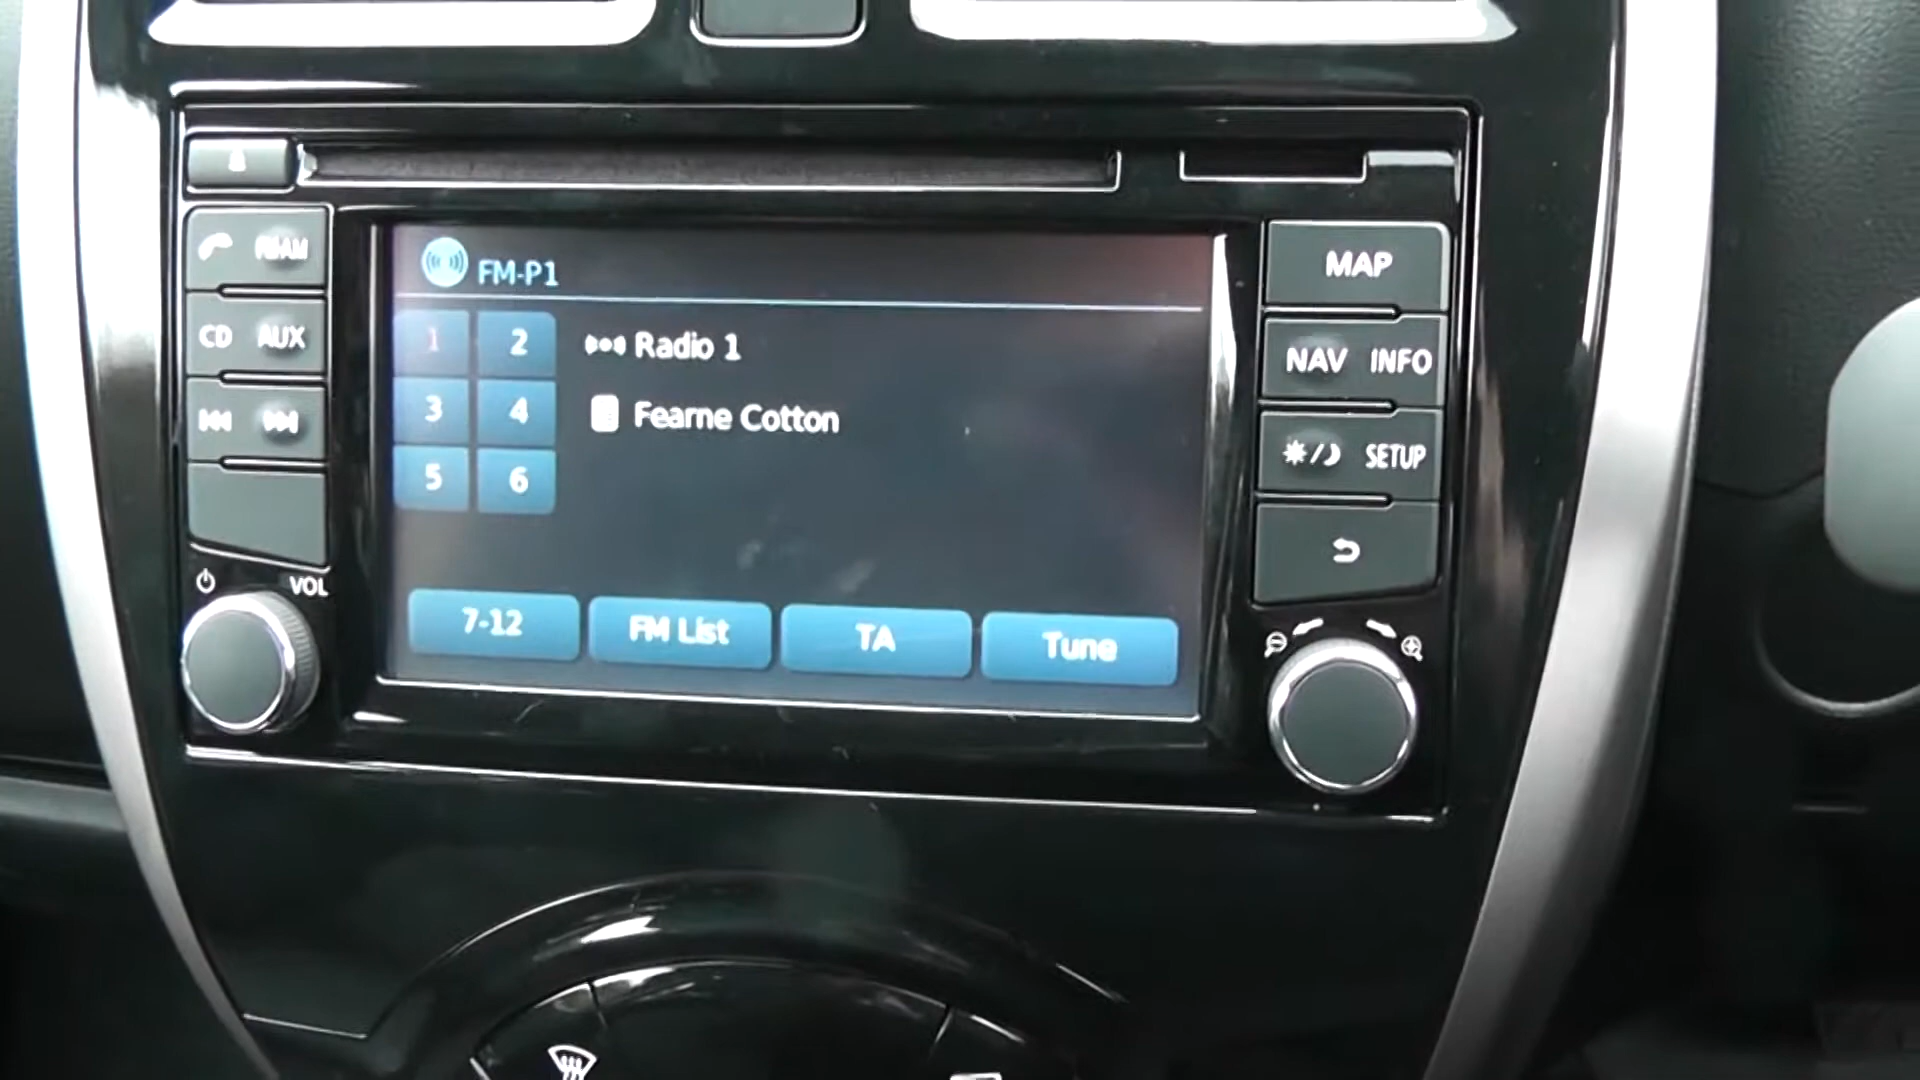 FM-P1
1 2
3 4
5 6
Radio 1
Fearne Cotton
7-12 FM List TA Tune
CD AUX
VOL
MAP
NAV INFO
SETUP